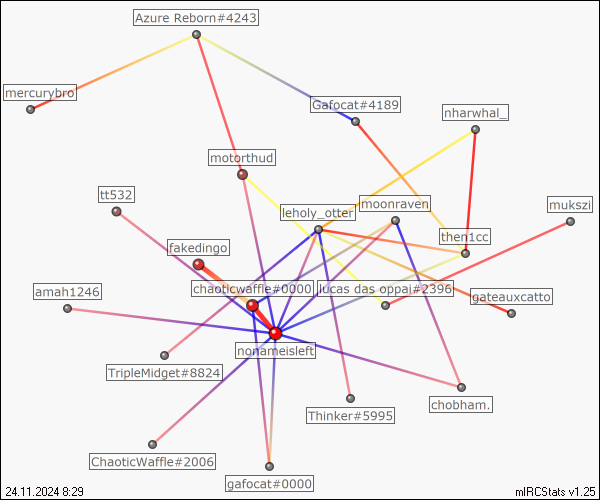 Azure Reborn#4243
mercurybro
Gafocat#4189
nharwhal_
motorthud
tt532
leholy_otter
moonraven
mukszi
then1cc
fakedingo
amah1246
chaoticwaffle#0000
lucas das oppai#2396
gateauxcatto
nonameisleft
TripleMidget#8824
Thinker#5995
chobham.
ChaoticWaffle#2006
gafocat#0000
24.11.2024 8:29
mIRCStats v1.25